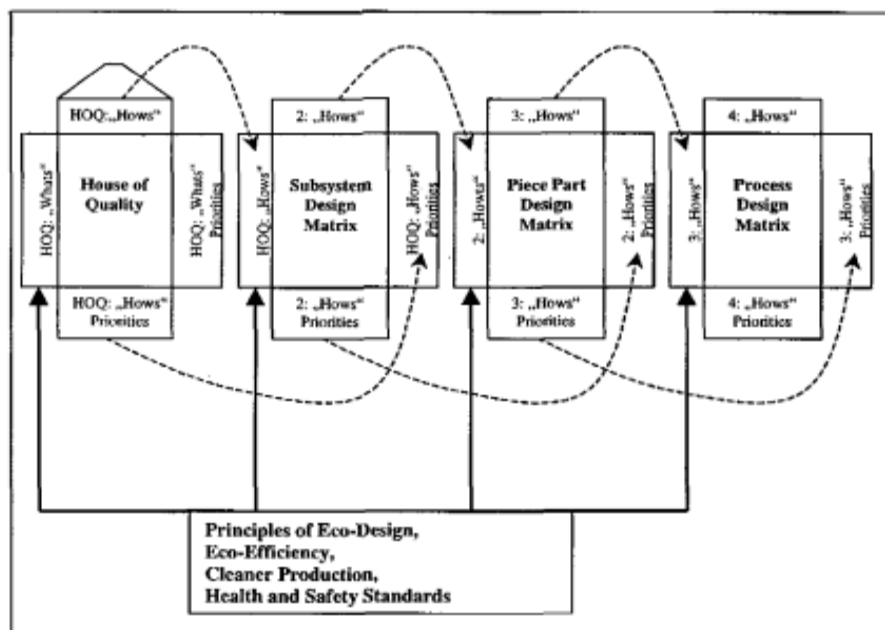 HOQ:„Hows“
HOQ: „Whats“
House of
Quality
HOQ: „Whats“
Priorities
HOQ: „Hows“
Priorities
2: „Hows“
HOQ: „Hows“
Subsystem
Design
Matrix
HOQ: „Hows“
Priorities
2: „Hows“
Priorities
3: „Hows“
2: „Hows“
Piece Part
Design
Matrix
2: „Hows“
Priorities
3: „Hows“
Priorities
4: „Hows“
3: „Hows“
Process
Design
Matrix
3: „Hows“
Priorities
4: „Hows“
Priorities
Principles of Eco-Design,
Eco-Efficiency,
Cleaner Production,
Health and Safety Standards